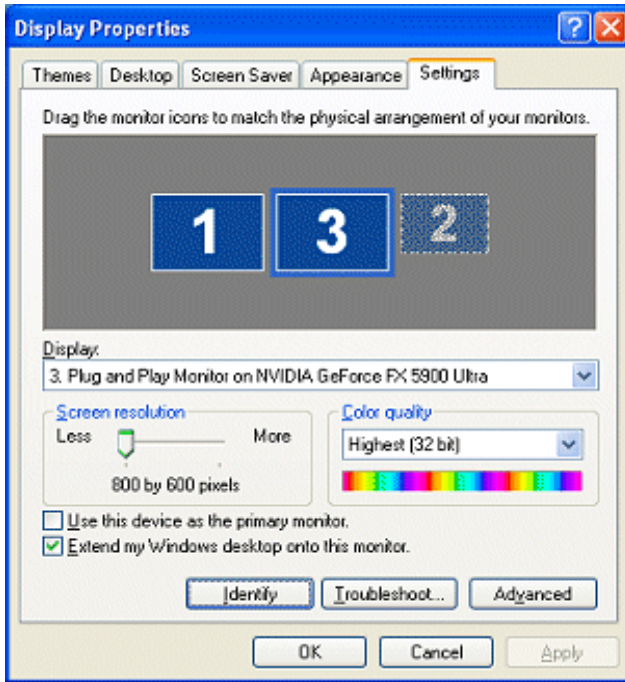 Display Properties
Themes Desktop Screen Saver Appearance Settings
Drag the monitor icons to match the physical arrangement of your monitors.
1 3 2
Display:
3. Plug and Play Monitor on NVIDIA GeForce FX 5900 Ultra
Screen resolution Color quality
Less More Highest (32 bit)
800 by 600 pixels
Use this device as the primary monitor.
Extend my Windows desktop onto this monitor.
Identify Troubleshoot... Advanced
OK Cancel Apply